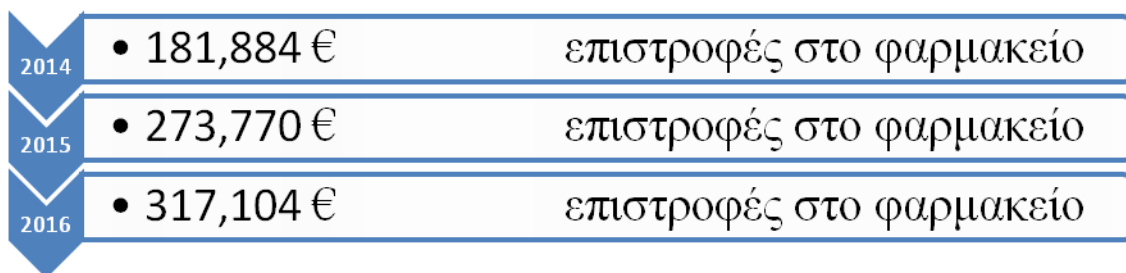 2014
• 181,884 € επιστροφές στο φαρμακείο
2015
• 273,770 € επιστροφές στο φαρμακείο
2016
• 317,104 € επιστροφές στο φαρμακείο